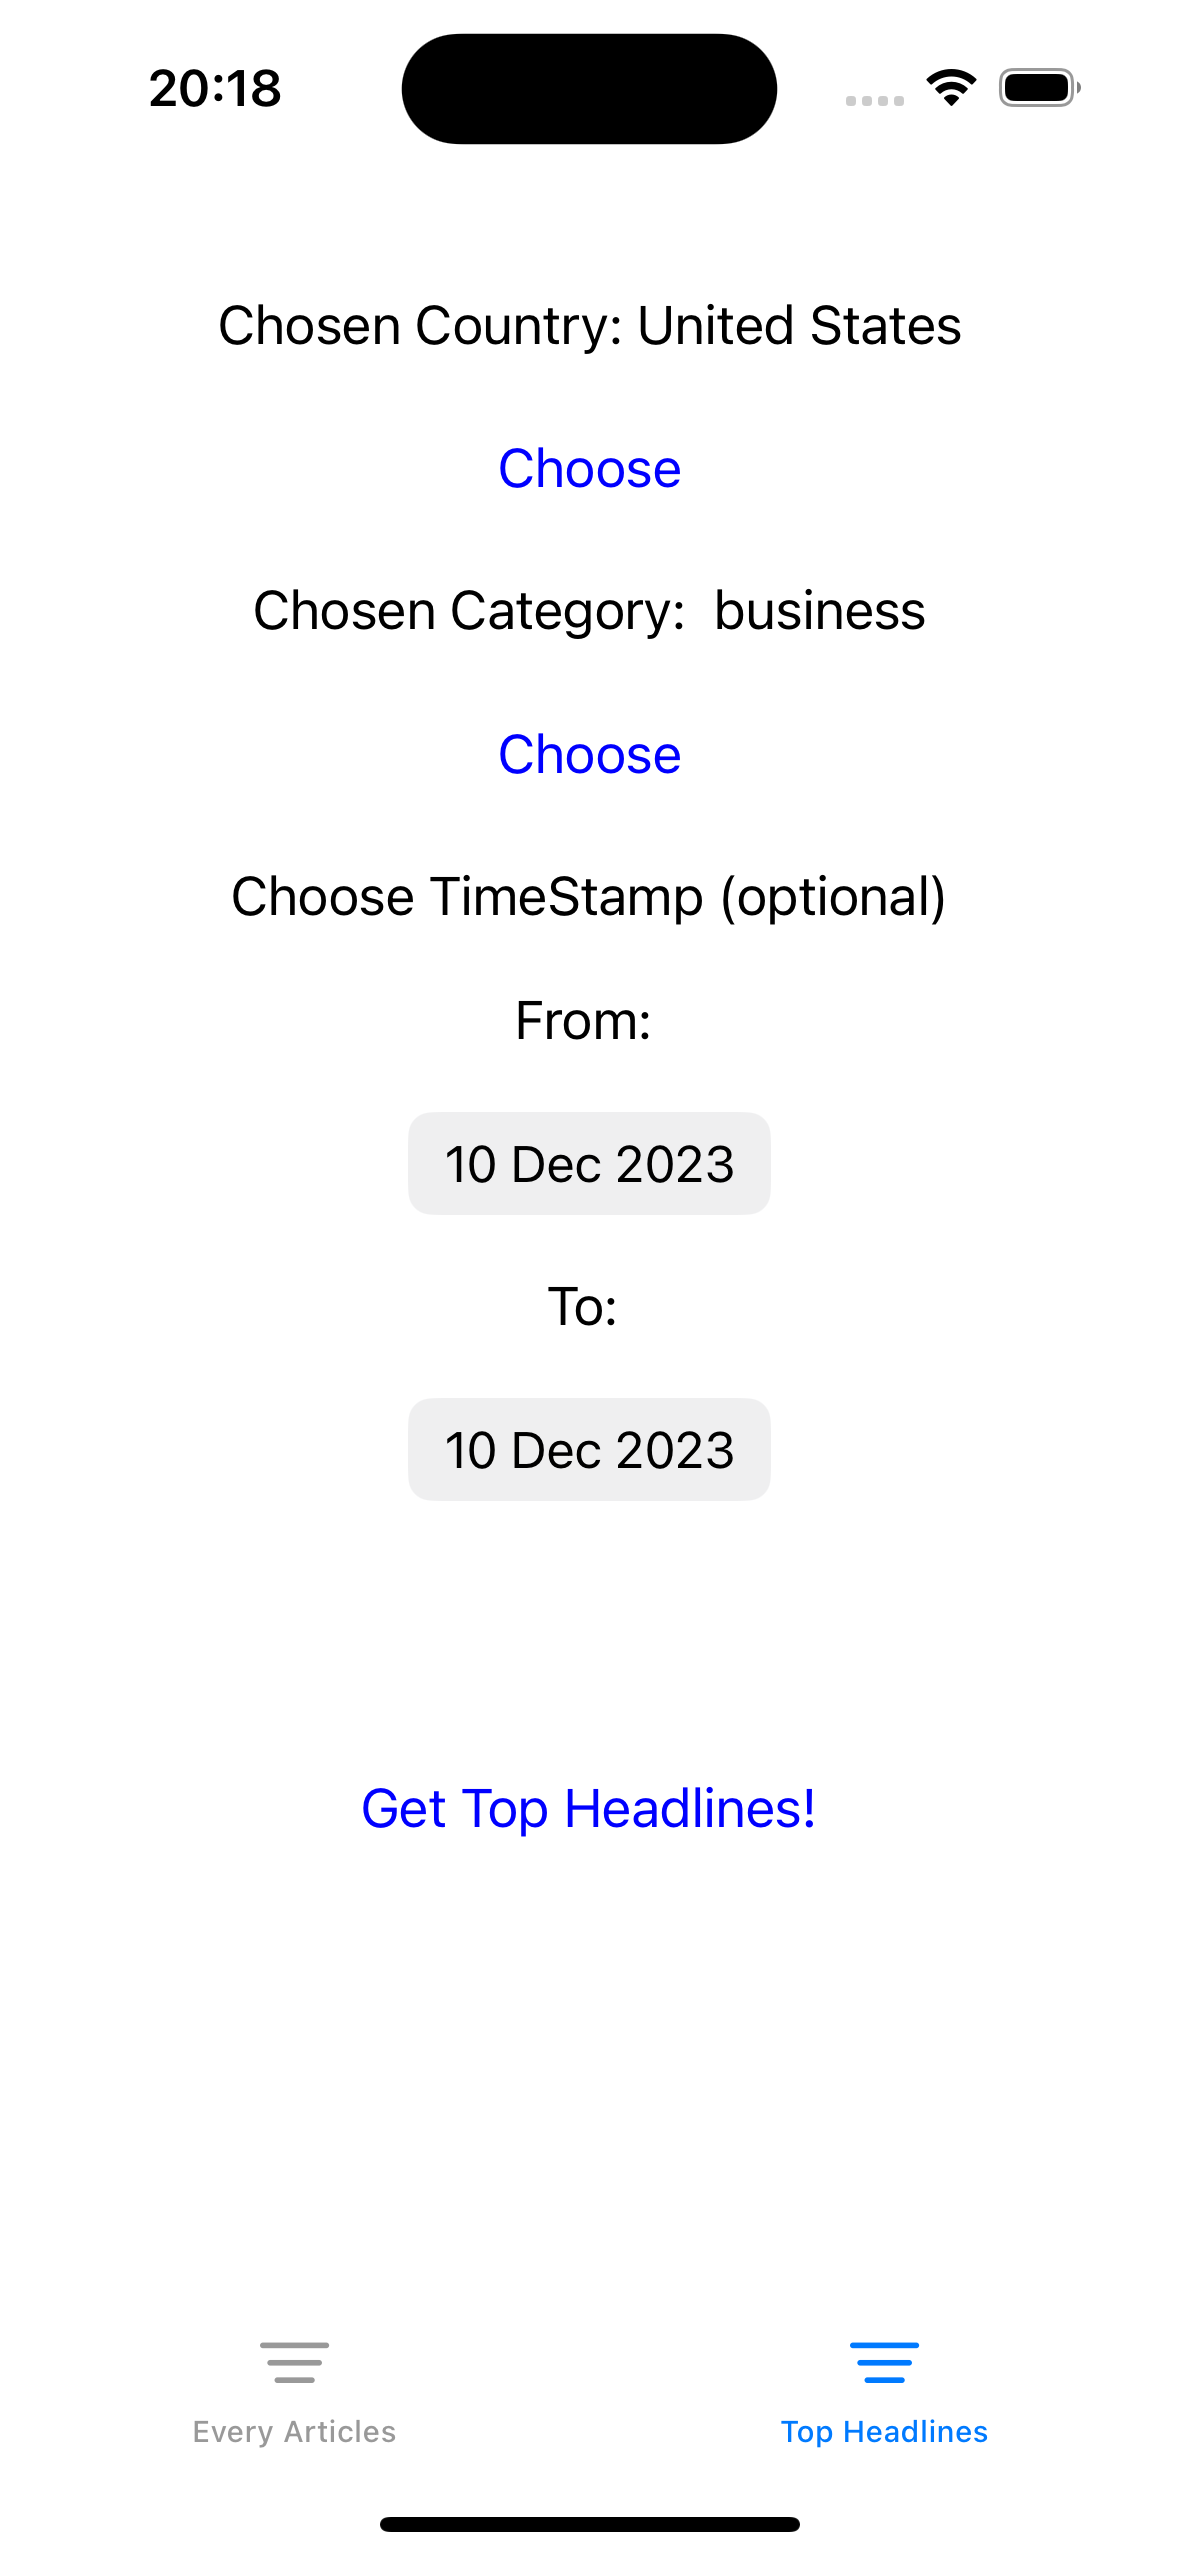 20:18
Chosen Country: United States
Choose
Chosen Category:  business
Choose
Choose TimeStamp (optional)
From:
10 Dec 2023
To:
10 Dec 2023
Get Top Headlines!
Every Articles
Top Headlines